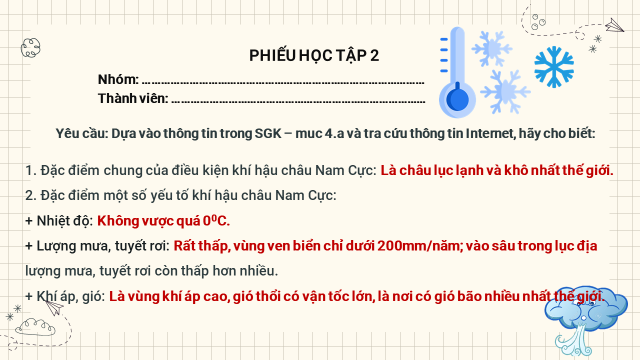 PHIẾU HỌC TẬP 2
Nhóm: ……………………………………………………………………………
Thành viên: ……………………………………………………………………
Yêu cầu: Dựa vào thông tin trong SGK – muc 4.a và tra cứu thông tin Internet, hãy cho biết:
1. Đặc điểm chung của điều kiện khí hậu châu Nam Cực: Là châu lục lạnh và khô nhất thế giới.
2. Đặc điểm một số yếu tố khí hậu châu Nam Cực:
+ Nhiệt độ: Không vượt quá 0⁰C.
+ Lượng mưa, tuyết rơi: Rất thấp, vùng ven biển chỉ dưới 200mm/năm; vào sâu trong lục địa
lượng mưa, tuyết rơi còn thấp hơn nhiều.
+ Khí áp, gió: Là vùng khí áp cao, gió thổi có vận tốc lớn, là nơi có gió bão nhiều nhất thế giới.